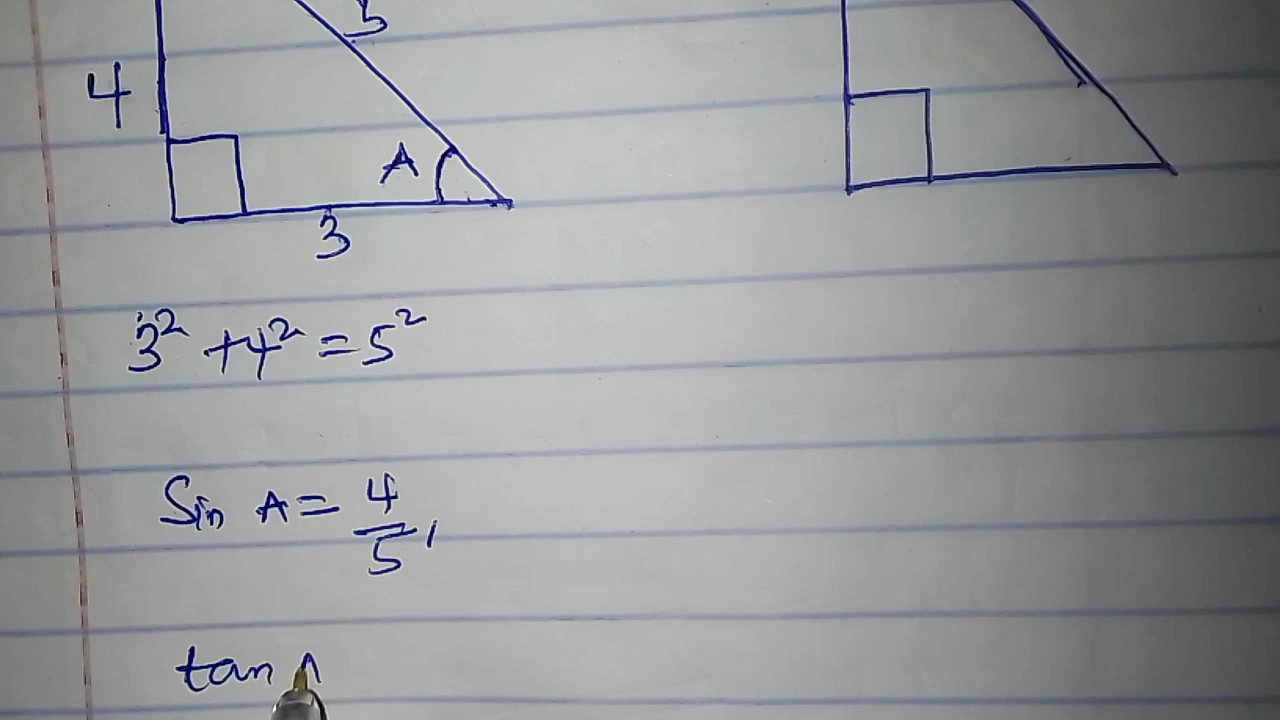 5
4
A
3
3² + 4² = 5²
Sin A = 4/5,
tan A